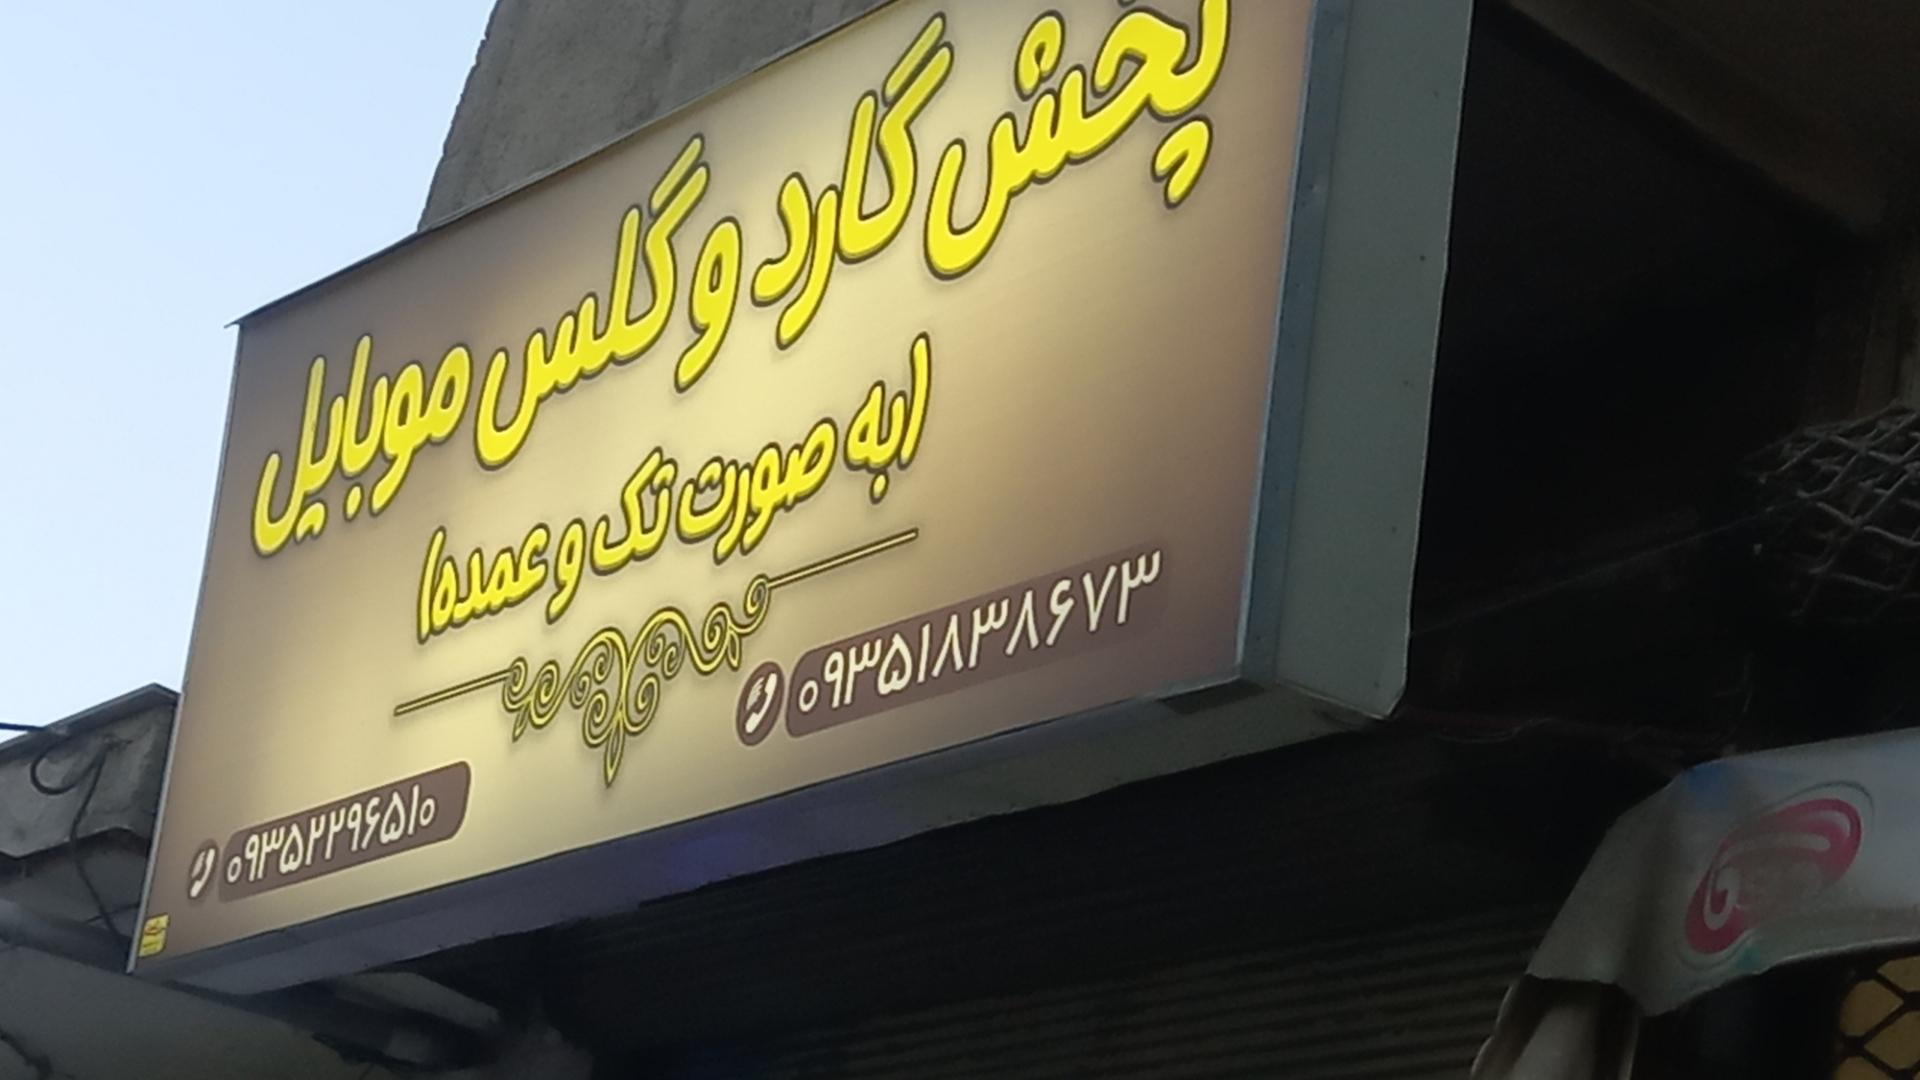 پخش گارد و گلس موبایل
(به صورت تک و عمده)
۰۹۳۵۱۸۳۸۶۷۳
۰۹۳۵۲۲۹۶۵۱۰